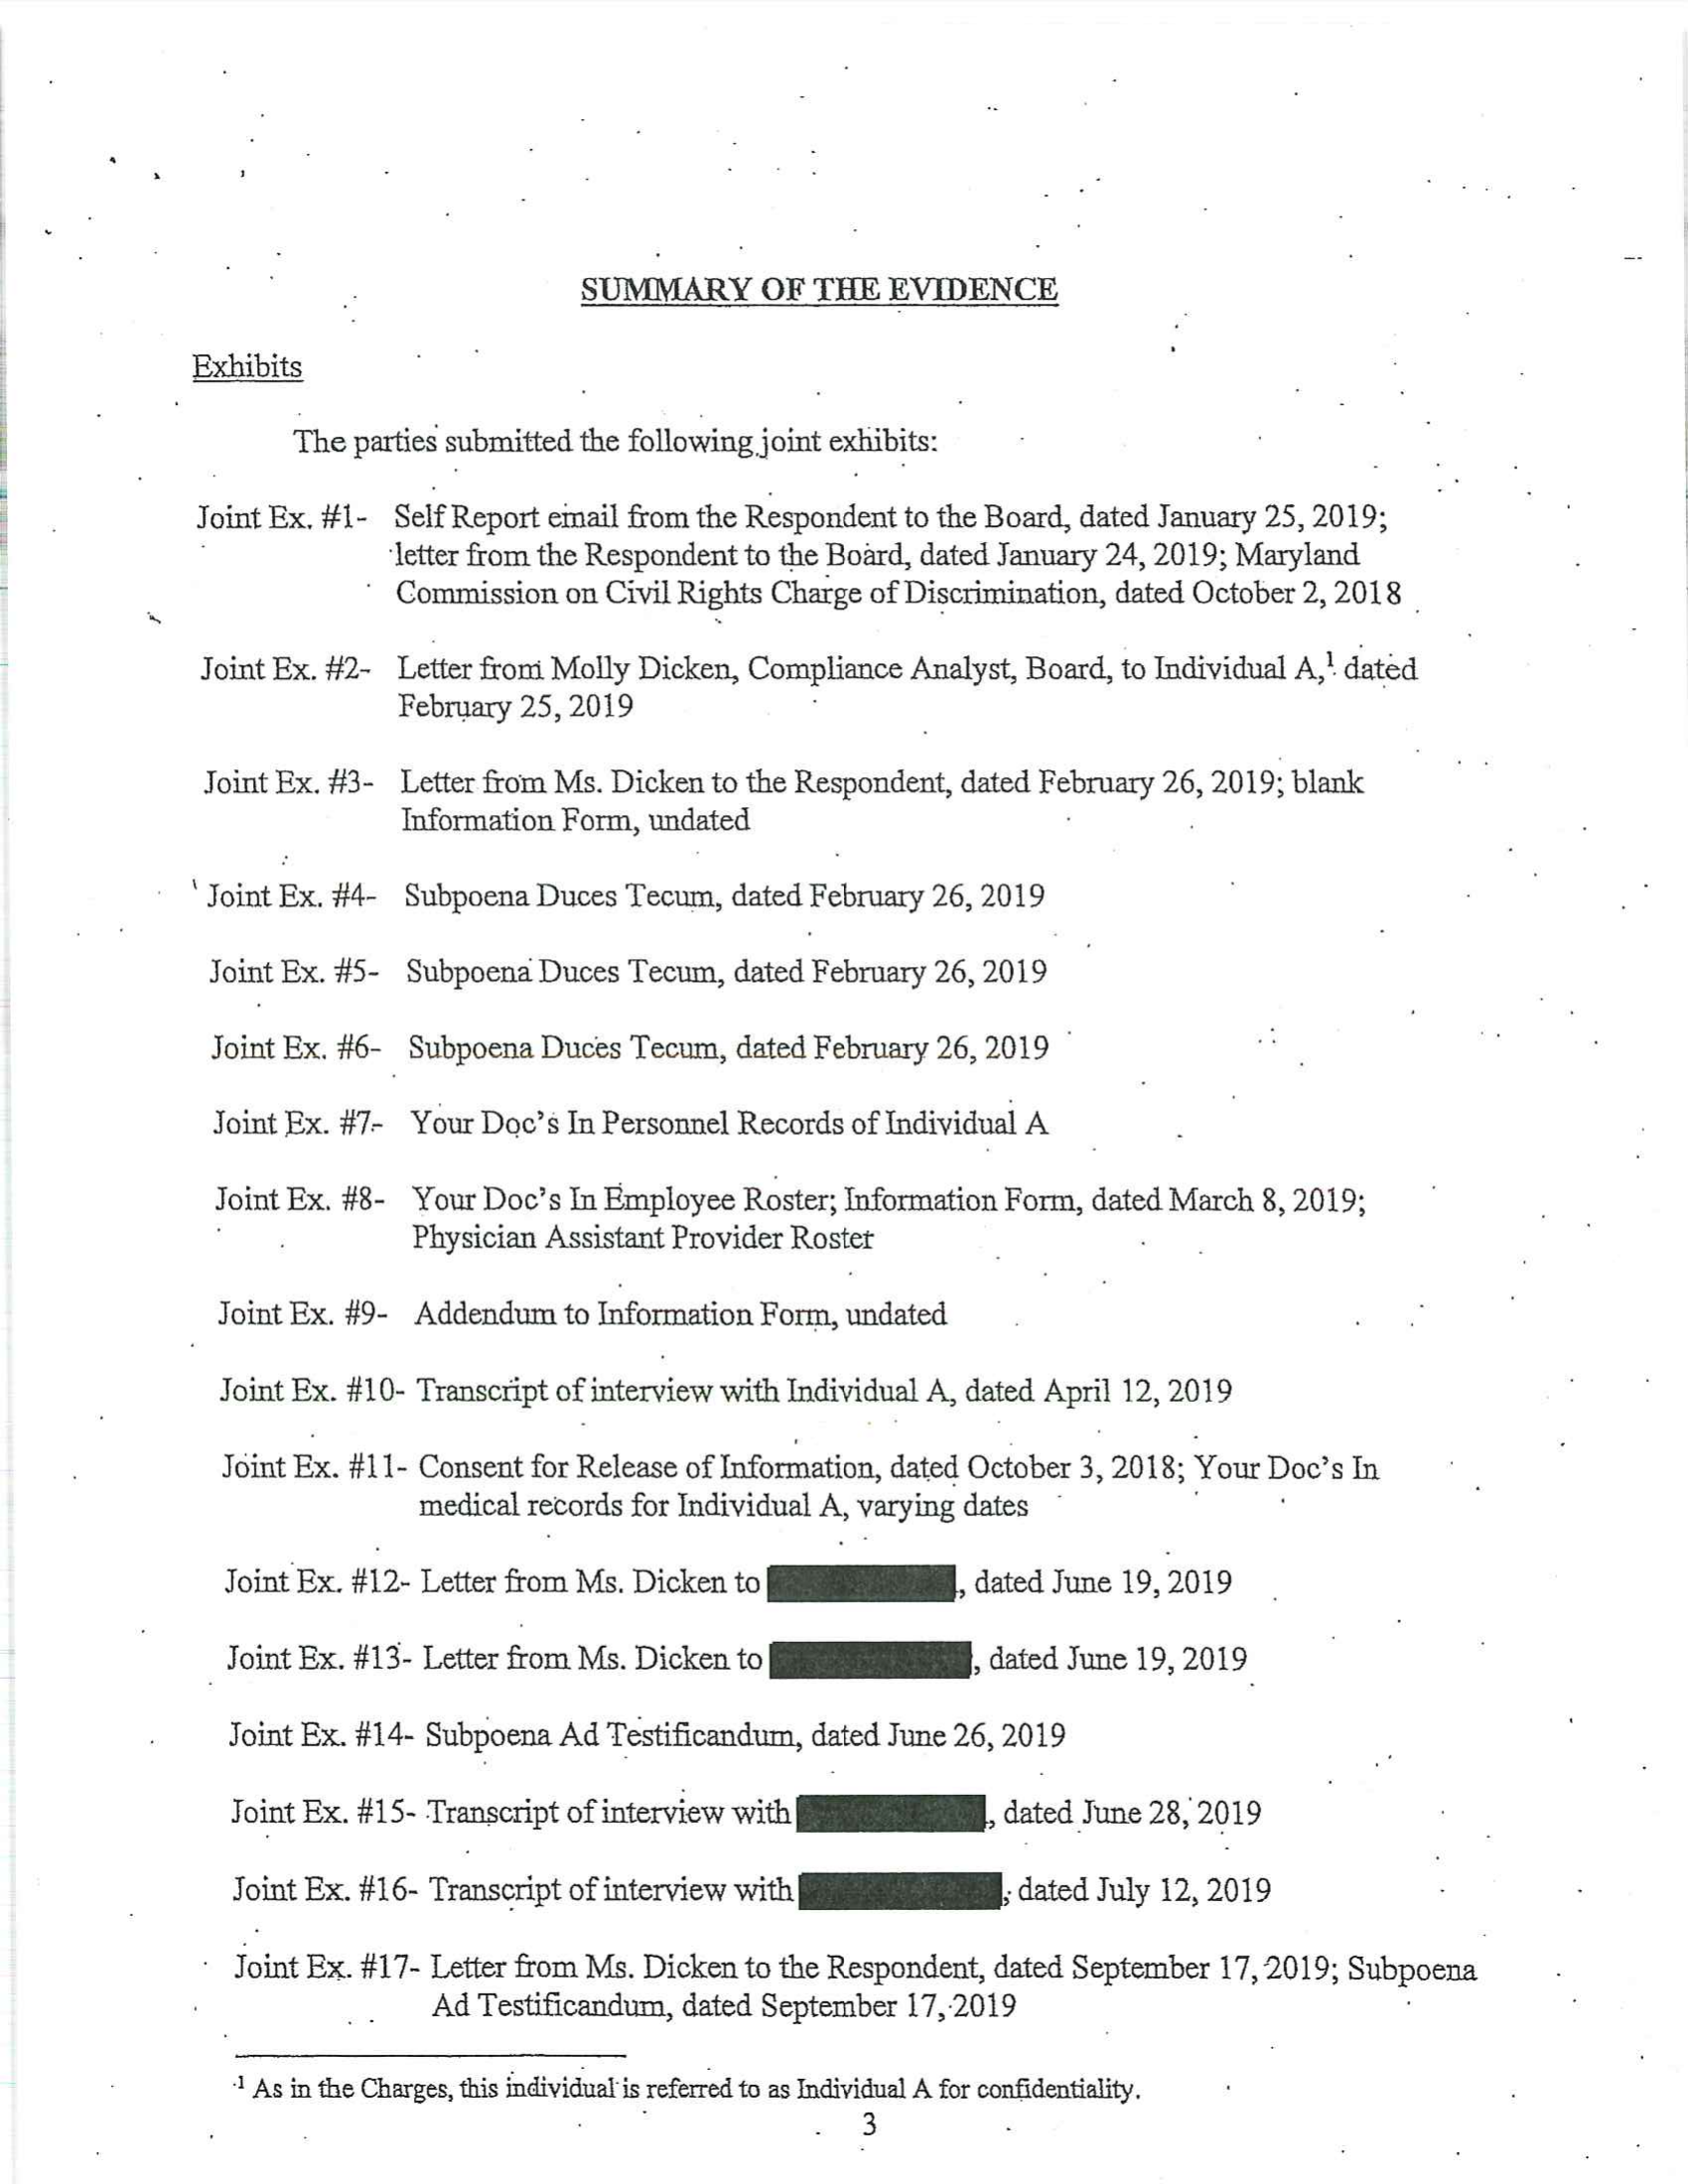 SUMMARY OF THE EVIDENCE
Exhibits
The parties submitted the following joint exhibits:
Joint Ex. #1- Self Report email from the Respondent to the Board, dated January 25, 2019;
letter from the Respondent to the Board, dated January 24, 2019; Maryland
Commission on Civil Rights Charge of Discrimination, dated October 2, 2018
Joint Ex. #2- Letter from Molly Dicken, Compliance Analyst, Board, to Individual A,¹ dated
February 25, 2019
Joint Ex. #3- Letter from Ms. Dicken to the Respondent, dated February 26, 2019; blank
Information Form, undated
Joint Ex. #4- Subpoena Duces Tecum, dated February 26, 2019
Joint Ex. #5- Subpoena Duces Tecum, dated February 26, 2019
Joint Ex. #6- Subpoena Duces Tecum, dated February 26, 2019
Joint Ex. #7- Your Doc's In Personnel Records of Individual A
Joint Ex. #8- Your Doc's In Employee Roster; Information Form, dated March 8, 2019;
Physician Assistant Provider Roster
Joint Ex. #9- Addendum to Information Form, undated
Joint Ex. #10- Transcript of interview with Individual A, dated April 12, 2019
Joint Ex. #11- Consent for Release of Information, dated October 3, 2018; Your Doc's In
medical records for Individual A, varying dates
Joint Ex. #12- Letter from Ms. Dicken to , dated June 19, 2019
Joint Ex. #13- Letter from Ms. Dicken to , dated June 19, 2019
Joint Ex. #14- Subpoena Ad Testificandum, dated June 26, 2019
Joint Ex. #15- Transcript of interview with , dated June 28, 2019
Joint Ex. #16- Transcript of interview with , dated July 12, 2019
Joint Ex. #17- Letter from Ms. Dicken to the Respondent, dated September 17, 2019; Subpoena
Ad Testificandum, dated September 17, 2019
¹ As in the Charges, this individual is referred to as Individual A for confidentiality.
3